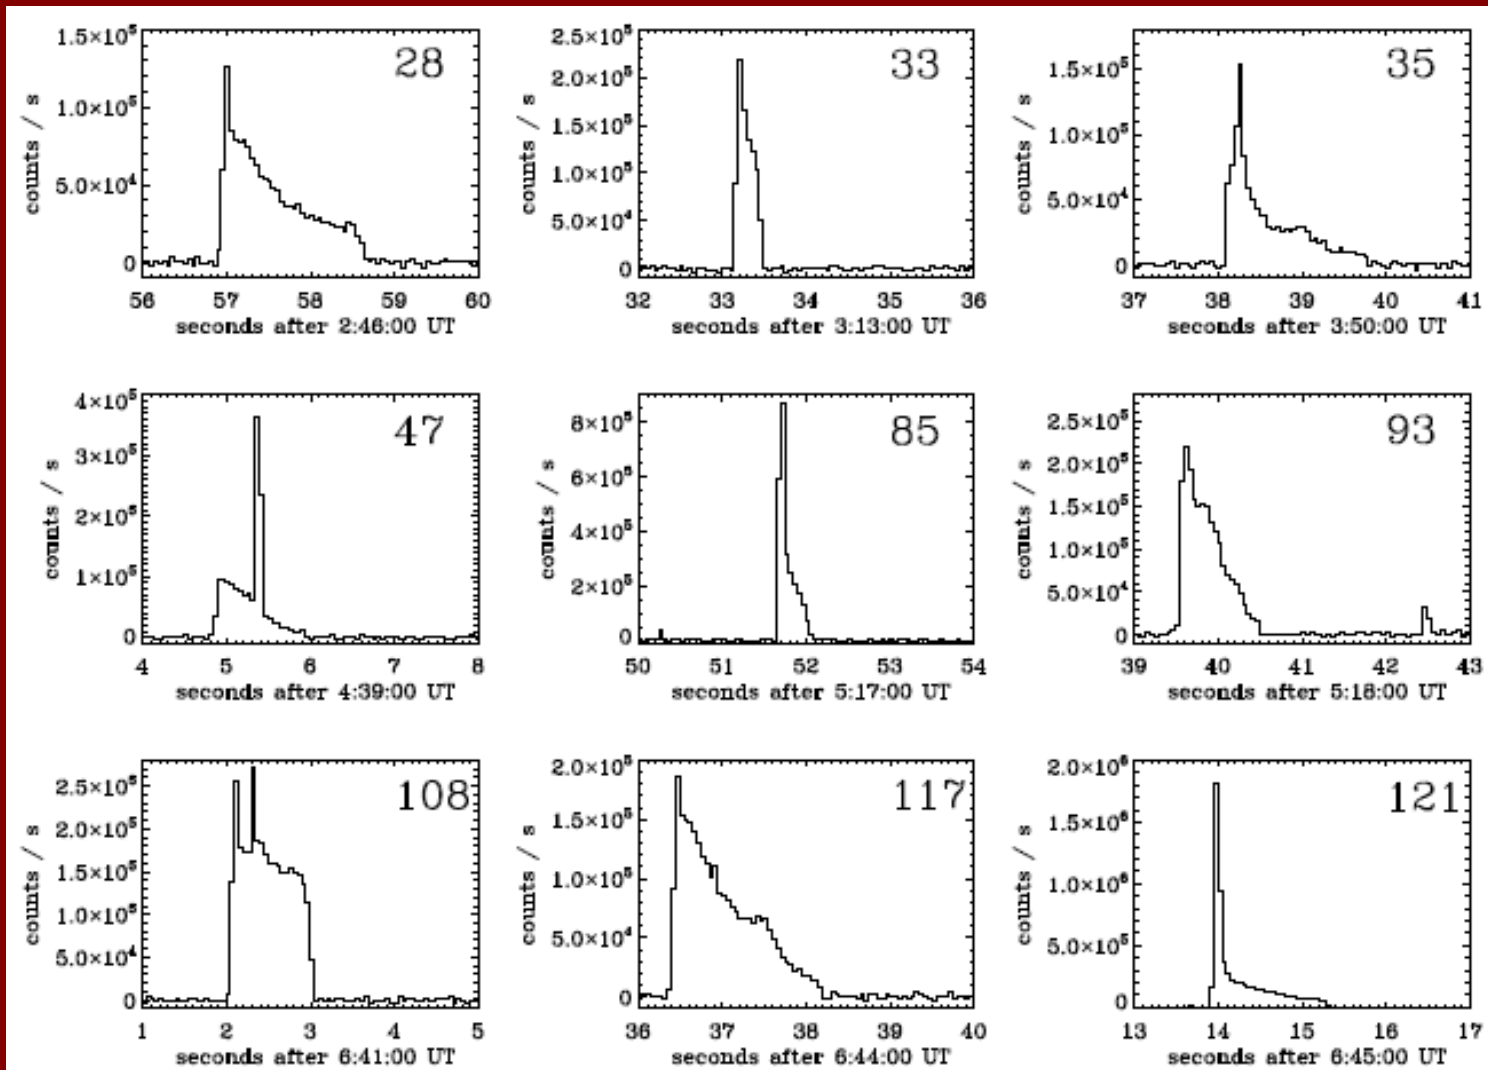 28
1.5×10⁵
1.0×10⁵
5.0×10⁴
0
counts / s
56 57 58 59 60
seconds after 2:46:00 UT
33
2.5×10⁵
2.0×10⁵
1.5×10⁵
1.0×10⁵
5.0×10⁴
0
counts / s
32 33 34 35 36
seconds after 3:13:00 UT
35
1.5×10⁵
1.0×10⁵
5.0×10⁴
0
counts / s
37 38 39 40 41
seconds after 3:50:00 UT
47
4×10⁵
3×10⁵
2×10⁵
1×10⁵
0
counts / s
4 5 6 7 8
seconds after 4:39:00 UT
85
8×10⁵
6×10⁵
4×10⁵
2×10⁵
0
counts / s
50 51 52 53 54
seconds after 5:17:00 UT
93
2.5×10⁵
2.0×10⁵
1.5×10⁵
1.0×10⁵
5.0×10⁴
0
counts / s
39 40 41 42 43
seconds after 5:18:00 UT
108
2.5×10⁵
2.0×10⁵
1.5×10⁵
1.0×10⁵
5.0×10⁴
0
counts / s
1 2 3 4 5
seconds after 6:41:00 UT
117
2.0×10⁵
1.5×10⁵
1.0×10⁵
5.0×10⁴
0
counts / s
36 37 38 39 40
seconds after 6:44:00 UT
121
2.0×10⁶
1.5×10⁶
1.0×10⁶
5.0×10⁵
0
counts / s
13 14 15 16 17
seconds after 6:45:00 UT